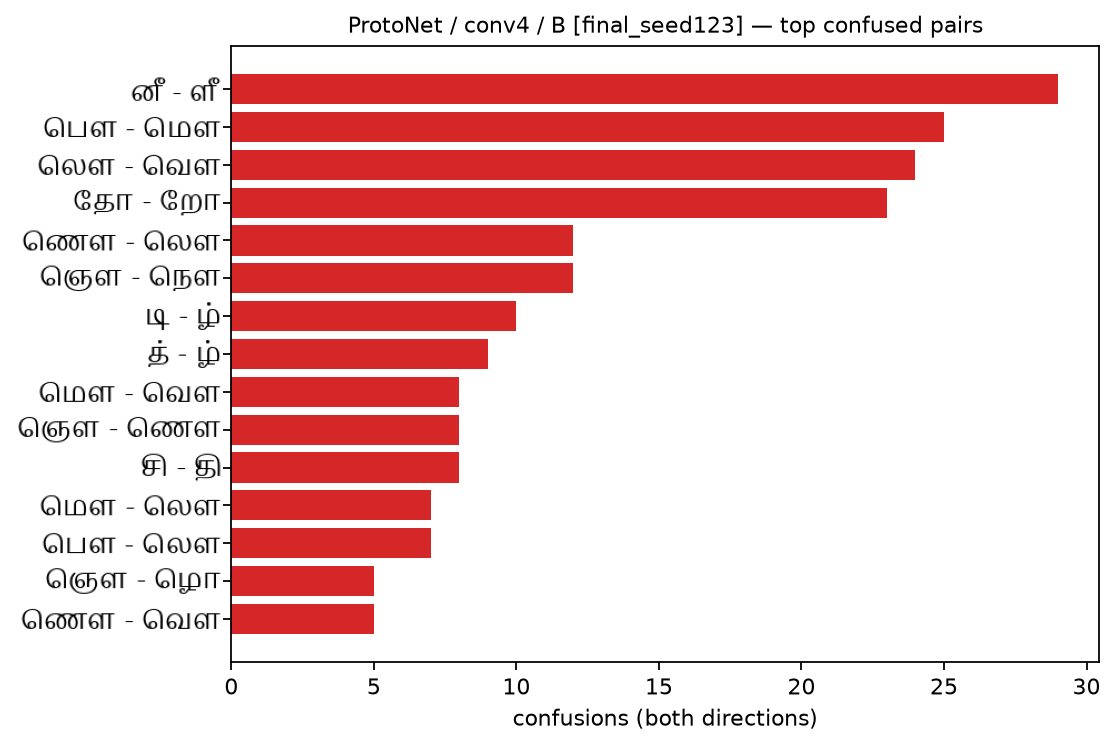 ProtoNet / conv4 / B [final_seed123] — top confused pairs
னீ - ளீ
பௌ - மௌ
லௌ - வௌ
தோ - றோ
ணௌ - லௌ
ஞௌ - நௌ
டி - ழ்
த் - ழ்
மௌ - வௌ
ஞௌ - ணௌ
சி - தி
மௌ - லௌ
பௌ - லௌ
ஞௌ - ழொ
ணௌ - வௌ
0 5 10 15 20 25 30
confusions (both directions)